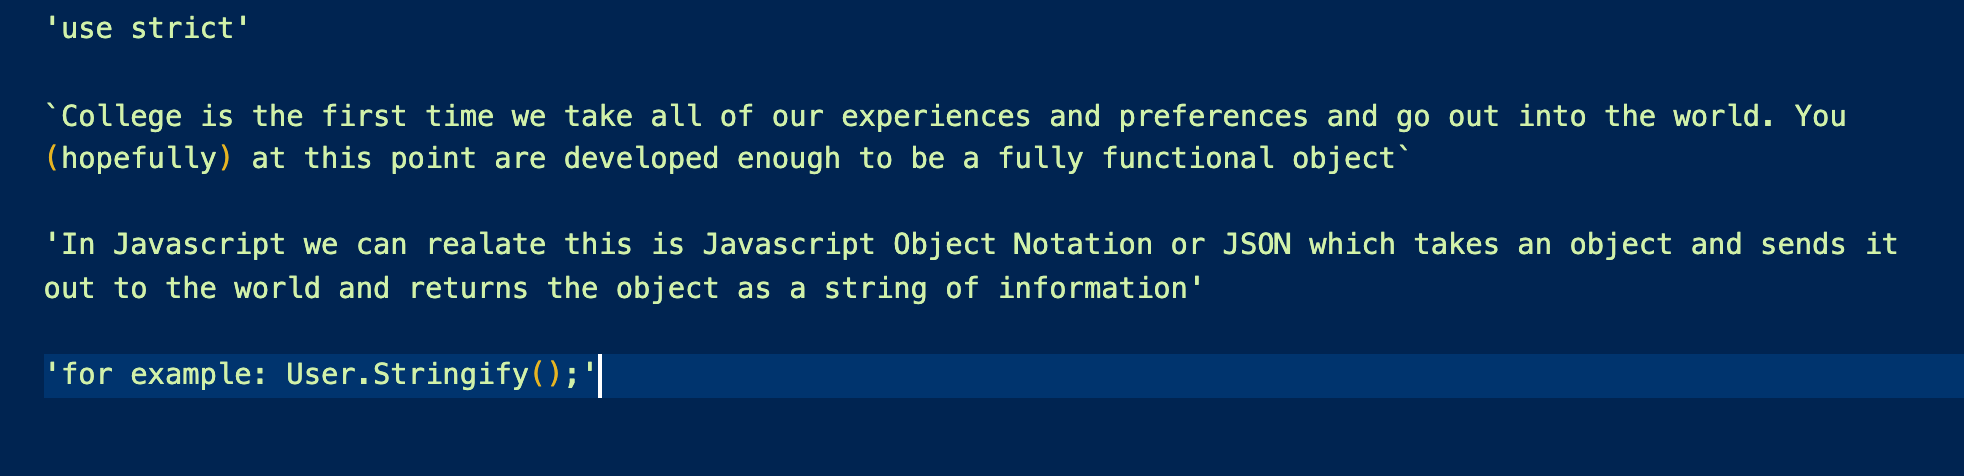 'use strict'
`College is the first time we take all of our experiences and preferences and go out into the world. You
(hopefully) at this point are developed enough to be a fully functional object`
'In Javascript we can realate this is Javascript Object Notation or JSON which takes an object and sends it
out to the world and returns the object as a string of information'
'for example: User.Stringify();'